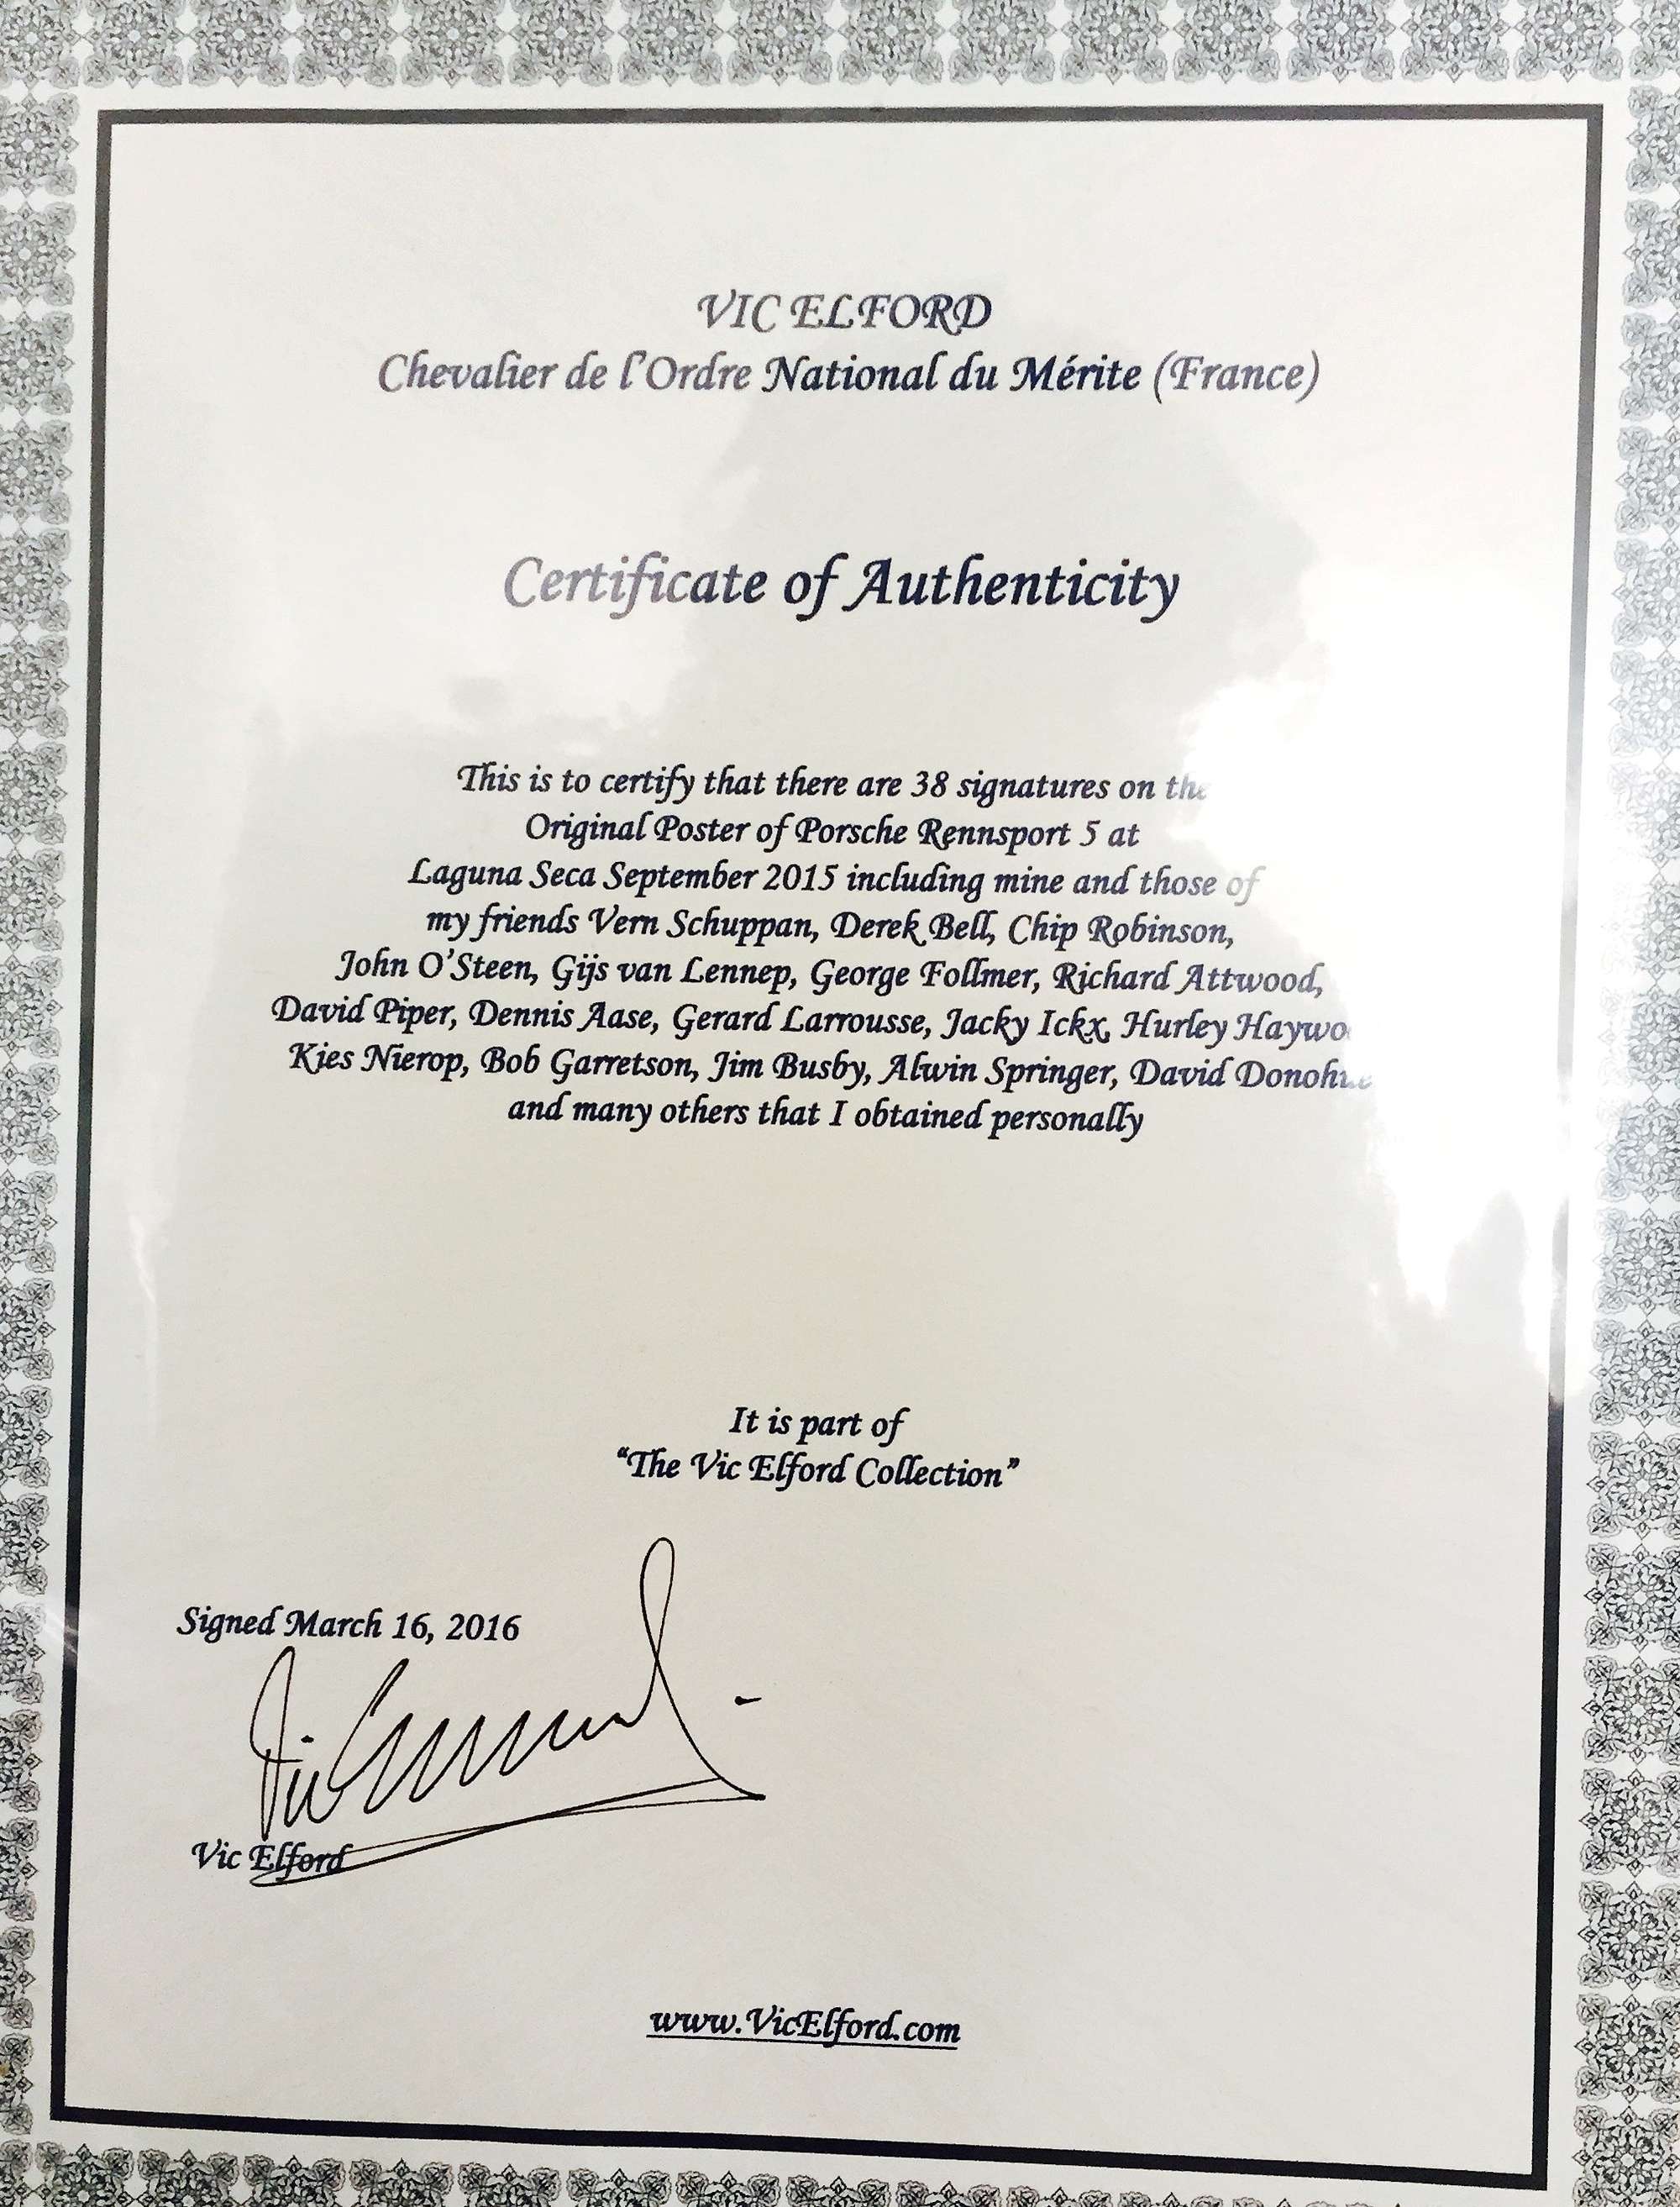 VIC ELFORD
Chevalier de l'Ordre National du Mérite (France)
Certificate of Authenticity
This is to certify that there are 38 signatures on the
Original Poster of Porsche Rennsport 5 at
Laguna Seca September 2015 including mine and those of
my friends Vern Schuppan, Derek Bell, Chip Robinson,
John O'Steen, Gijs van Lennep, George Follmer, Richard Attwood,
David Piper, Dennis Aase, Gerard Larrousse, Jacky Ickx, Hurley
Kies Nierop, Bob Garretson, Jim Busby, Alwin Springer, David Donohue
and many others that I obtained personally
It is part of
“The Vic Elford Collection”
Signed March 16, 2016
Vic Elford
www.VicElford.com